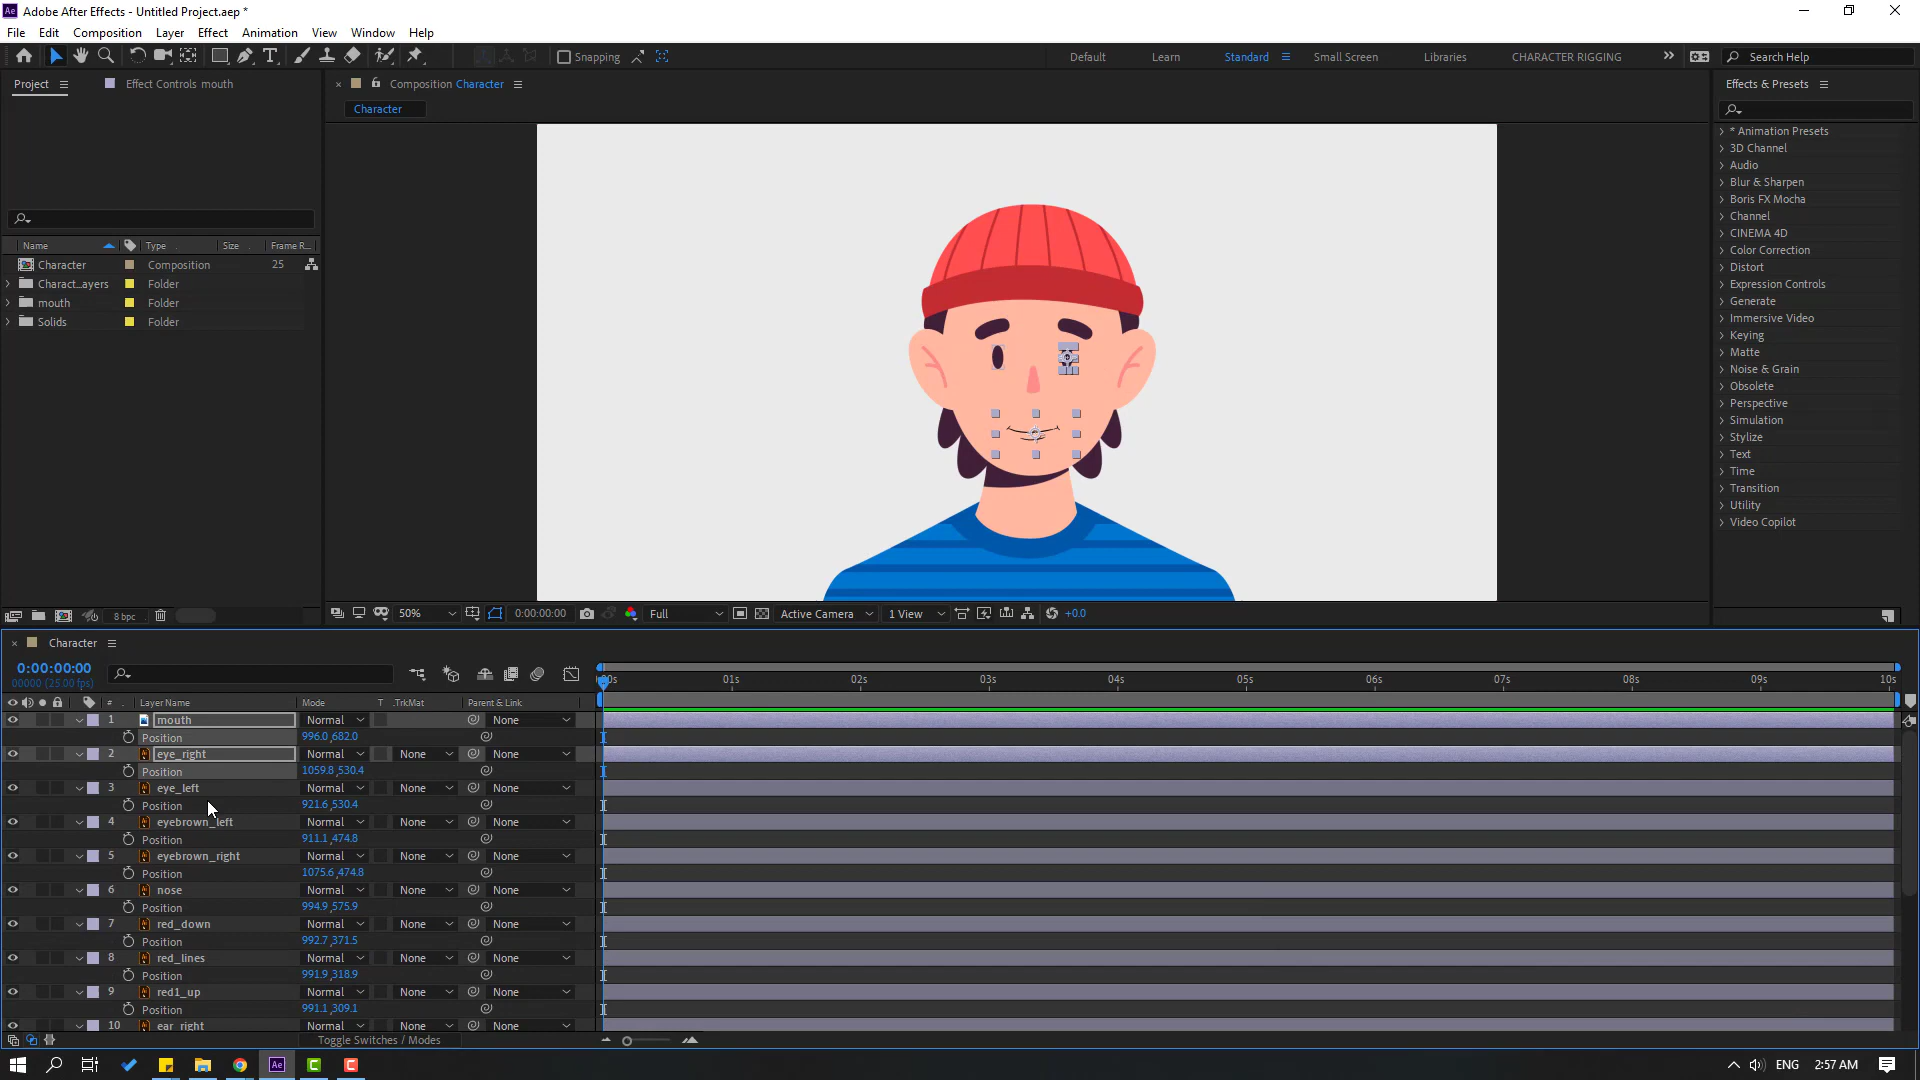 Adobe After Effects - Untitled Project.aep *
File Edit Composition Layer Effect Animation View Window Help
Snapping Default Learn Standard Small Screen Libraries CHARACTER RIGGING Search Help
Project Effect Controls mouth
Composition Character
Effects & Presets
Character
Name Type Size Frame R...
Character Composition 25
Charact...ayers Folder
mouth Folder
Solids Folder
* Animation Presets
3D Channel
Audio
Blur & Sharpen
Boris FX Mocha
Channel
CINEMA 4D
Color Correction
Distort
Expression Controls
Generate
Immersive Video
Keying
Matte
Noise & Grain
Obsolete
Perspective
Simulation
Stylize
Text
Time
Transition
Utility
Video Copilot
8 bpc 50% 0:00:00:00 Full Active Camera 1 View +0.0
Character
0:00:00:00
00000 (25.00 fps)
00s 01s 02s 03s 04s 05s 06s 07s 08s 09s 10s
# Layer Name Mode T .TrkMat Parent & Link
1 mouth Normal None
Position 996.0,682.0
2 eye_right Normal None None
Position 1059.8,530.4
3 eye_left Normal None None
Position 921.6,530.4
4 eyebrown_left Normal None None
Position 911.1,474.8
5 eyebrown_right Normal None None
Position 1075.6,474.8
6 nose Normal None None
Position 994.9,575.9
7 red_down Normal None None
Position 992.7,371.5
8 red_lines Normal None None
Position 991.9,318.9
9 red1_up Normal None None
Position 991.1,309.1
10 ear_right Normal None None
Toggle Switches / Modes
ENG 2:57 AM